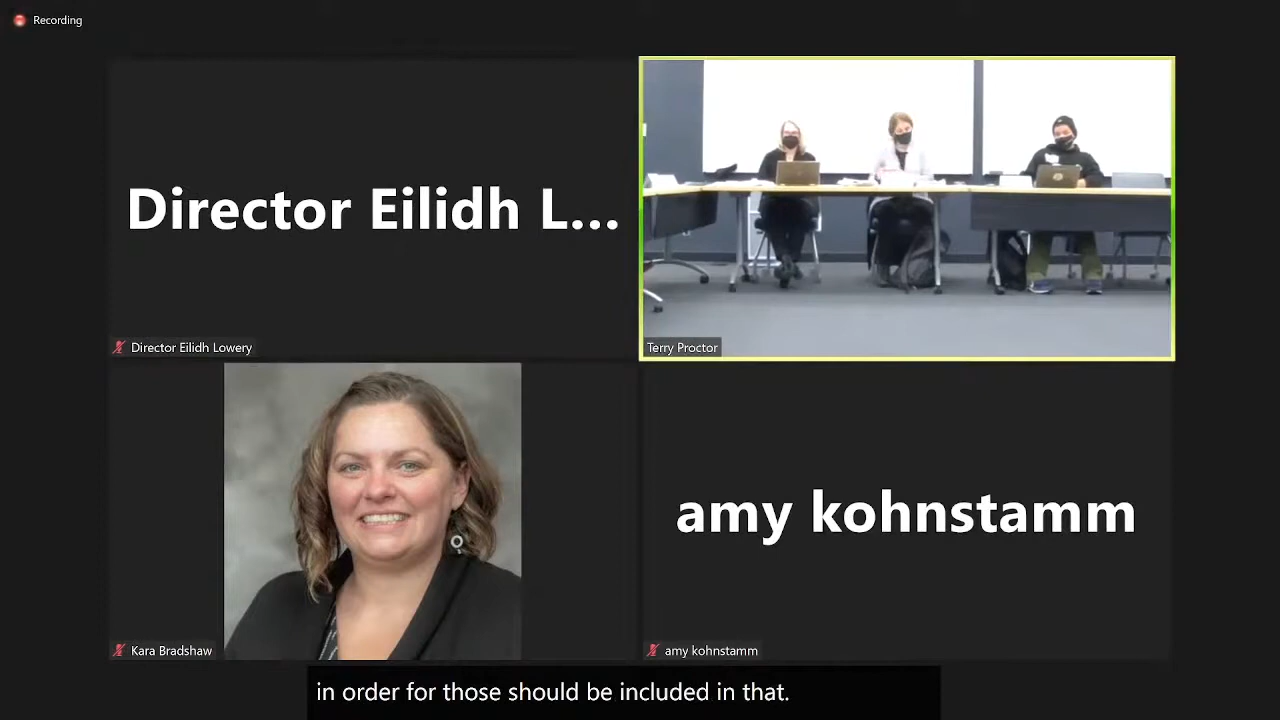 Recording
Director Eilidh L...
Director Eilidh Lowery
Terry Proctor
Kara Bradshaw
amy kohnstamm
amy kohnstamm
in order for those should be included in that.